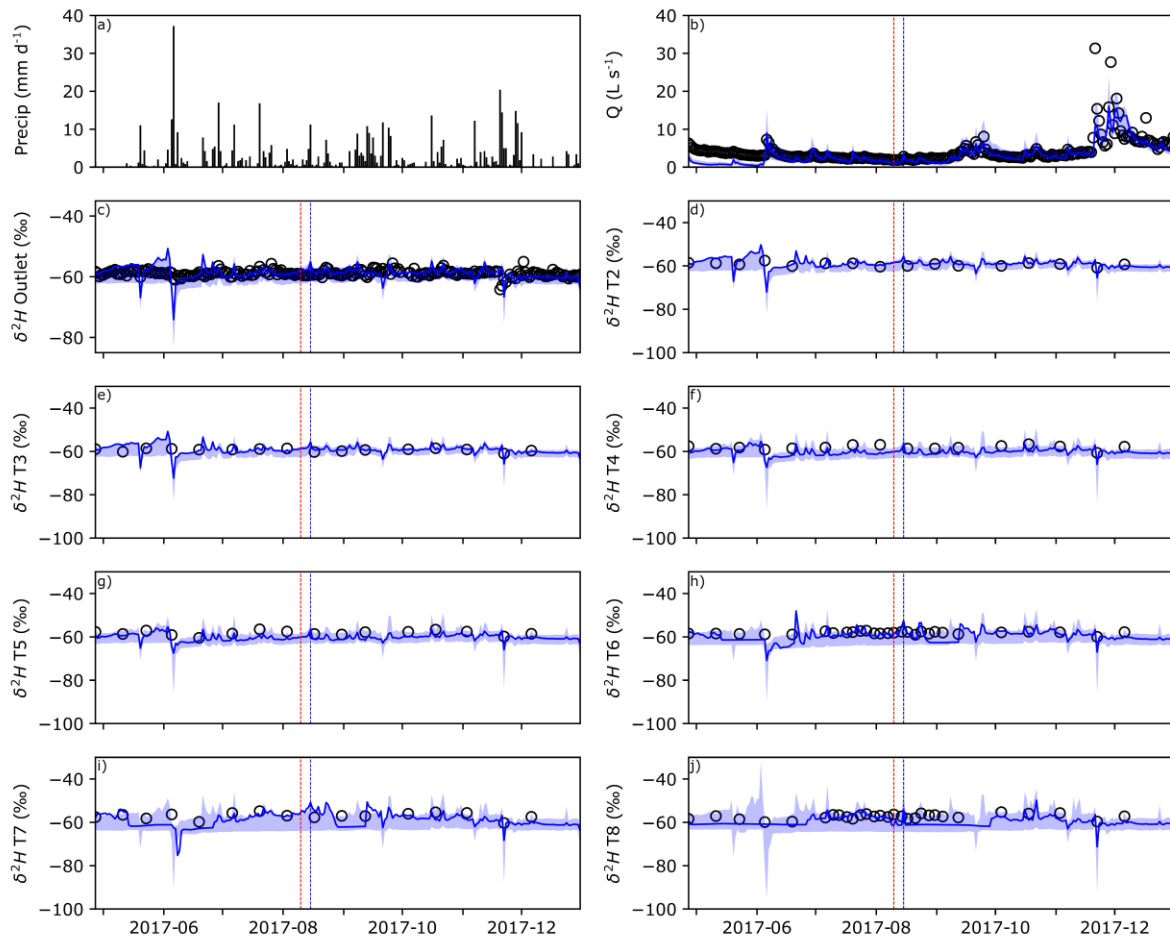 a)
Precip (mm d⁻¹)
40
30
20
10
0
b)
Q (L s⁻¹)
40
30
20
10
0
c)
δ²H Outlet (‰)
−40
−60
−80
d)
δ²H T2 (‰)
−40
−60
−80
−100
e)
δ²H T3 (‰)
−40
−60
−80
−100
f)
δ²H T4 (‰)
−40
−60
−80
−100
g)
δ²H T5 (‰)
−40
−60
−80
−100
h)
δ²H T6 (‰)
−40
−60
−80
−100
i)
δ²H T7 (‰)
−40
−60
−80
−100
j)
δ²H T8 (‰)
−40
−60
−80
−100
2017-06 2017-08 2017-10 2017-12
2017-06 2017-08 2017-10 2017-12